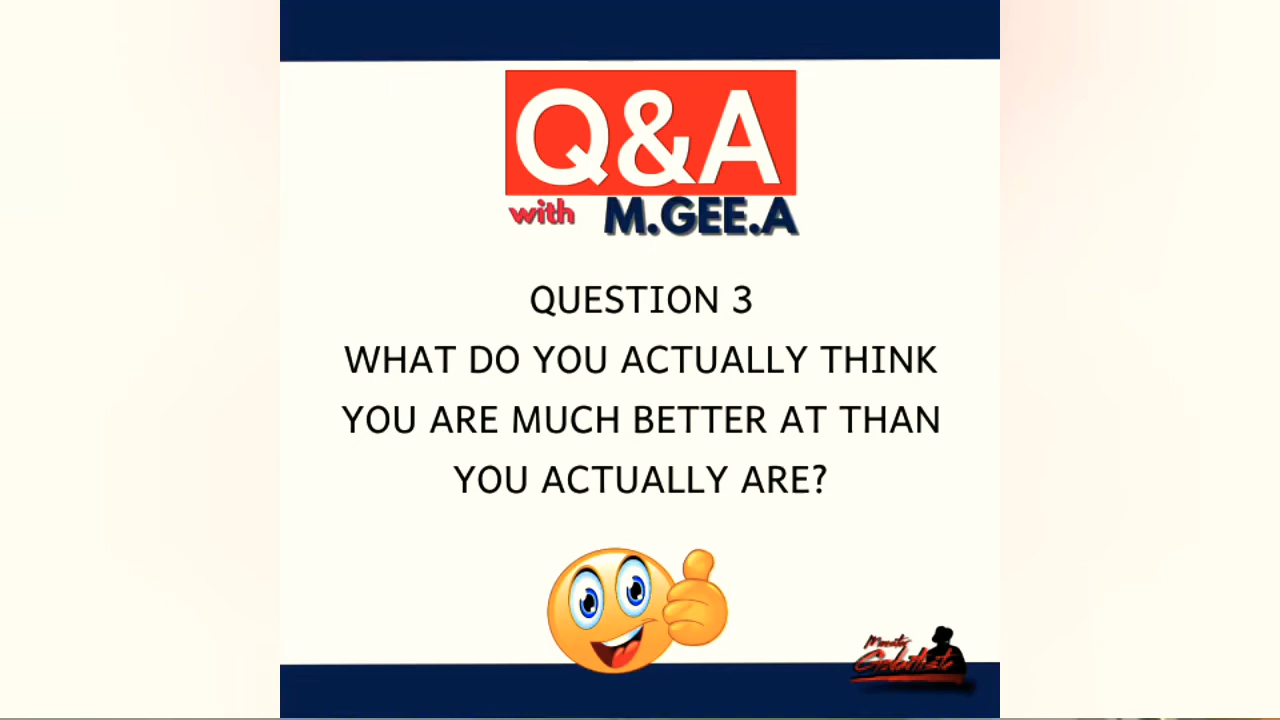 Q&A
with M.GEE.A
QUESTION 3
WHAT DO YOU ACTUALLY THINK
YOU ARE MUCH BETTER AT THAN
YOU ACTUALLY ARE?